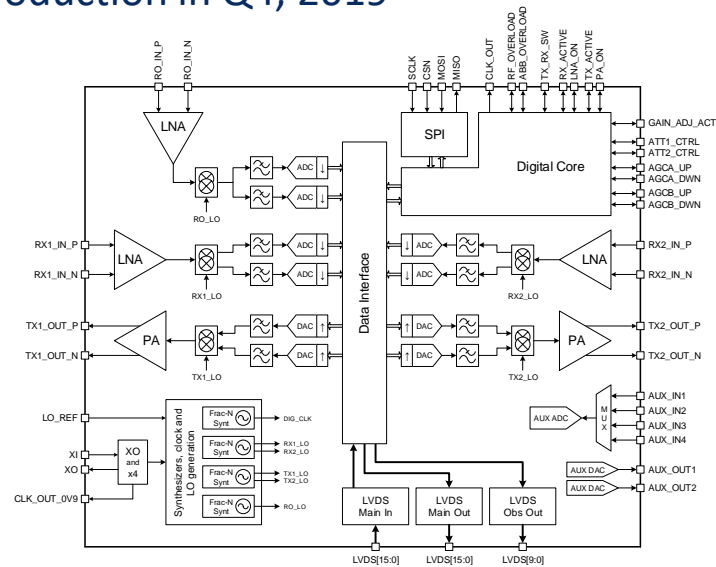 oduction in Q4, 2019
RO_IN_P
RO_IN_N
SCLK
CSN
MOSI
MISO
CLK_OUT
RF_OVERLOAD
ABB_OVERLOAD
TX_RX_SW
RX_ACTIVE
LNA_ON
TX_ACTIVE
PA_ON
LNA
SPI
Digital Core
GAIN_ADJ_ACT
ATT1_CTRL
ATT2_CTRL
AGCA_UP
AGCA_DWN
AGCB_UP
AGCB_DWN
ADC ↓
ADC ↓
RO_LO
Data Interface
RX1_IN_P
RX1_IN_N
LNA
RX1_LO
ADC ↓
ADC ↓
↓ ADC
↓ ADC
RX2_LO
LNA
RX2_IN_P
RX2_IN_N
TX1_OUT_P
TX1_OUT_N
PA
TX1_LO
DAC ↑
DAC ↑
↑ DAC
↑ DAC
TX2_LO
PA
TX2_OUT_P
TX2_OUT_N
LO_REF
XI
XO
CLK_OUT_0V9
XO
and
x4
Synthesizers, clock and
LO generation
Frac-N
Synt
DIG_CLK
Frac-N
Synt
RX1_LO
RX2_LO
Frac-N
Synt
TX1_LO
TX2_LO
Frac-N
Synt
RO_LO
AUX ADC
M
U
X
AUX_IN1
AUX_IN2
AUX_IN3
AUX_IN4
AUX DAC
AUX_OUT1
AUX DAC
AUX_OUT2
LVDS
Main In
LVDS
Main Out
LVDS
Obs Out
LVDS[15:0]
LVDS[15:0]
LVDS[9:0]